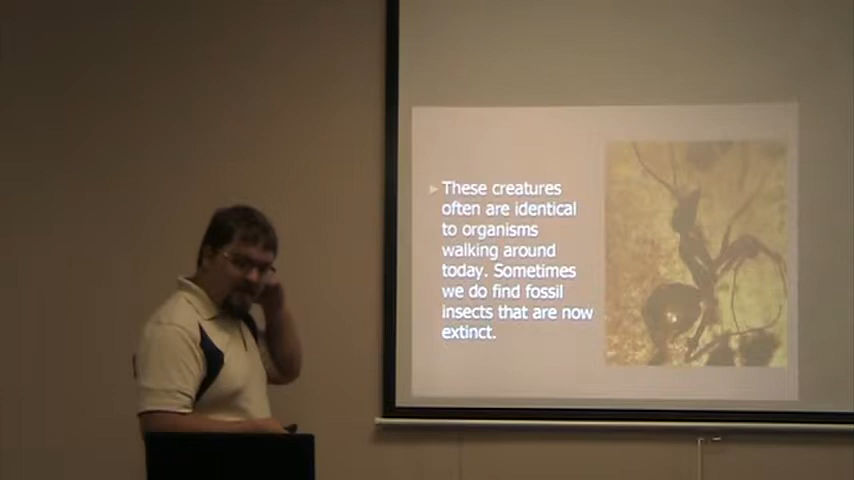 These creatures
often are identical
to organisms
walking around
today. Sometimes
we do find fossil
insects that are now
extinct.